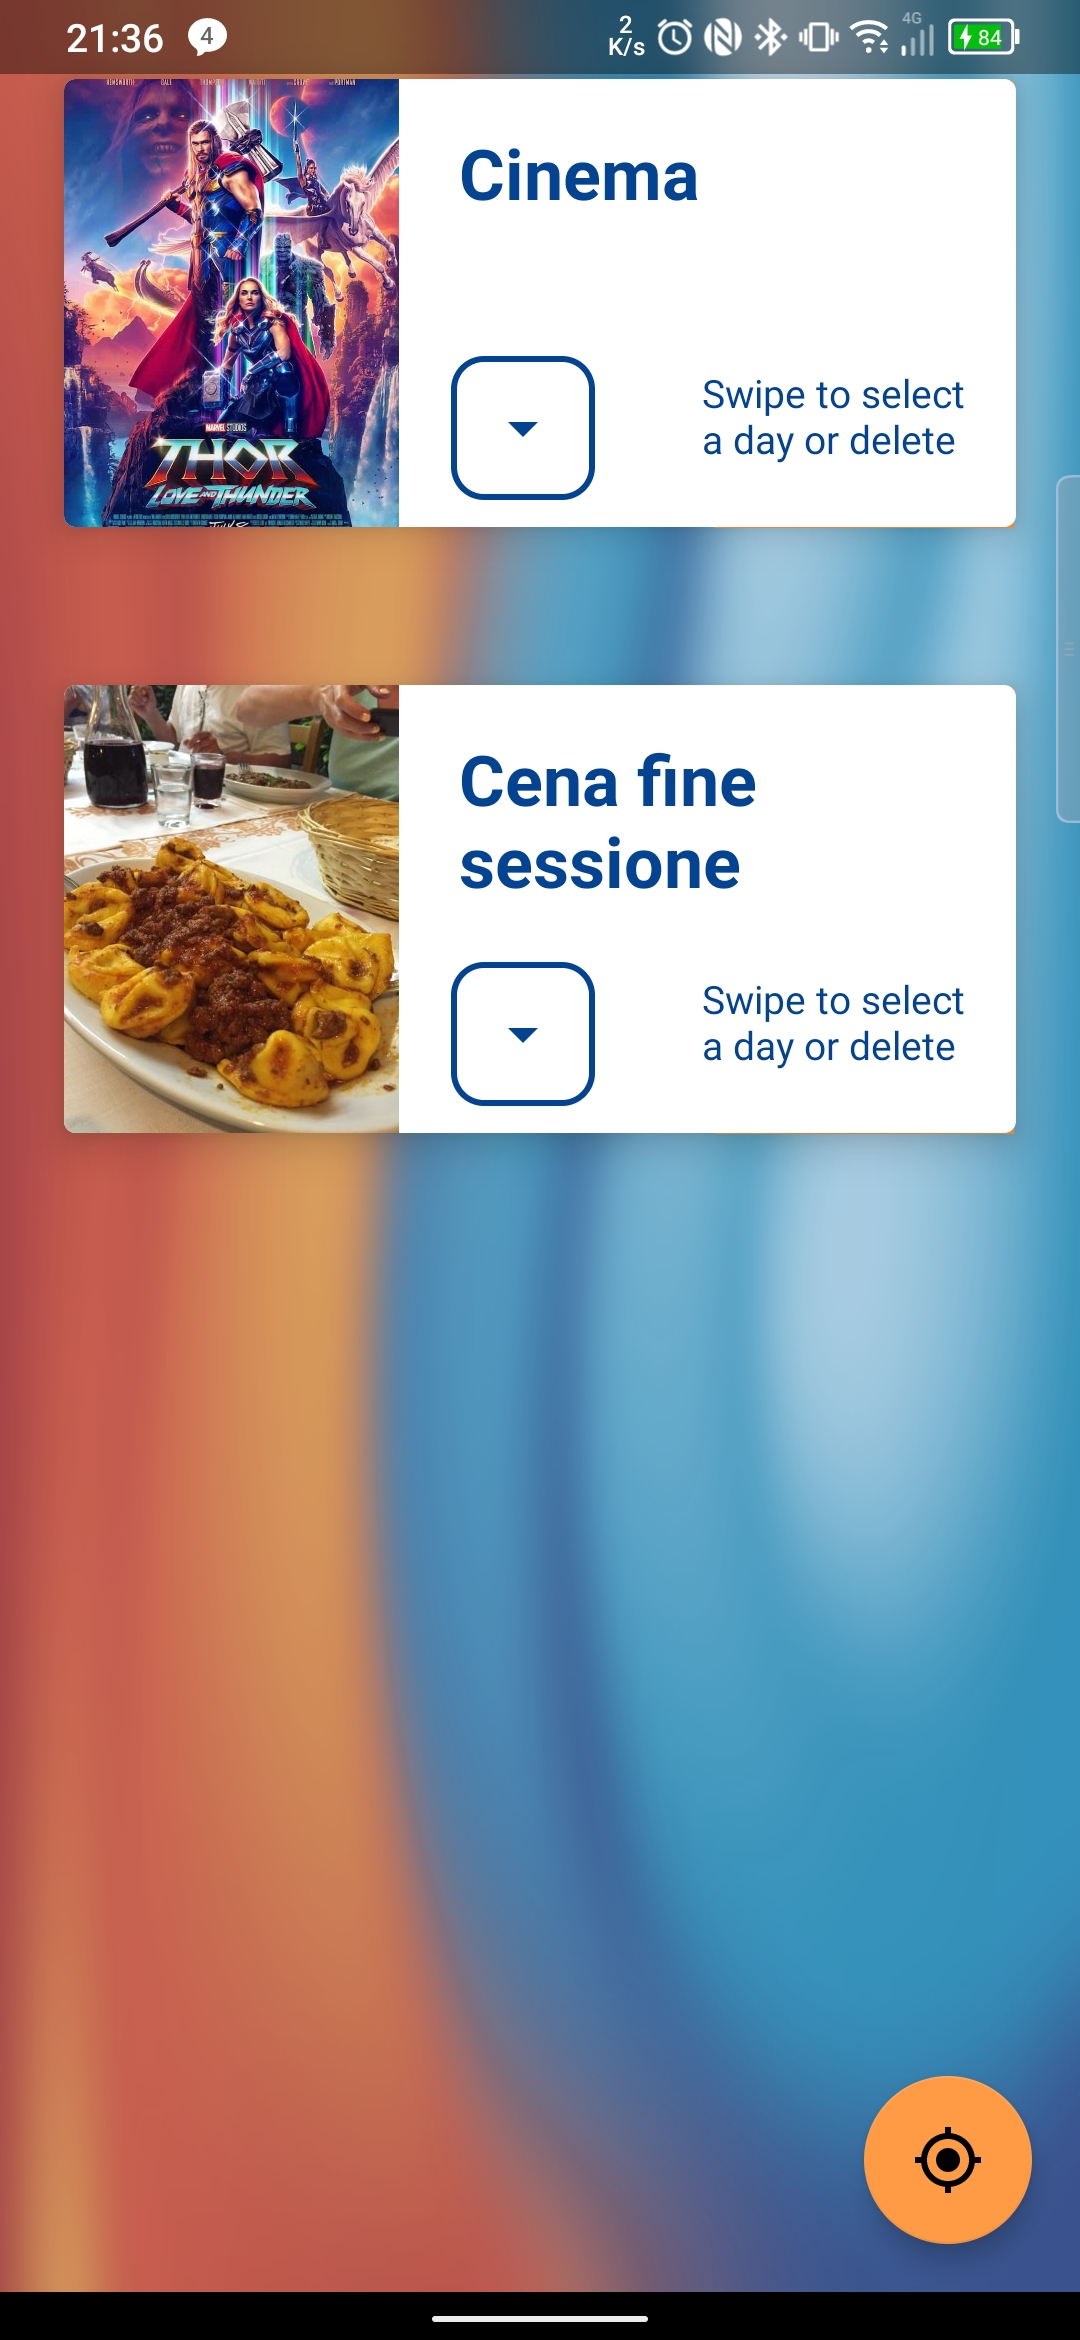 21:36
4
2
K/s
4G
84
Cinema
Swipe to select
a day or delete
MARVEL STUDIOS
THOR
LOVE AND THUNDER
Cena fine
sessione
Swipe to select
a day or delete